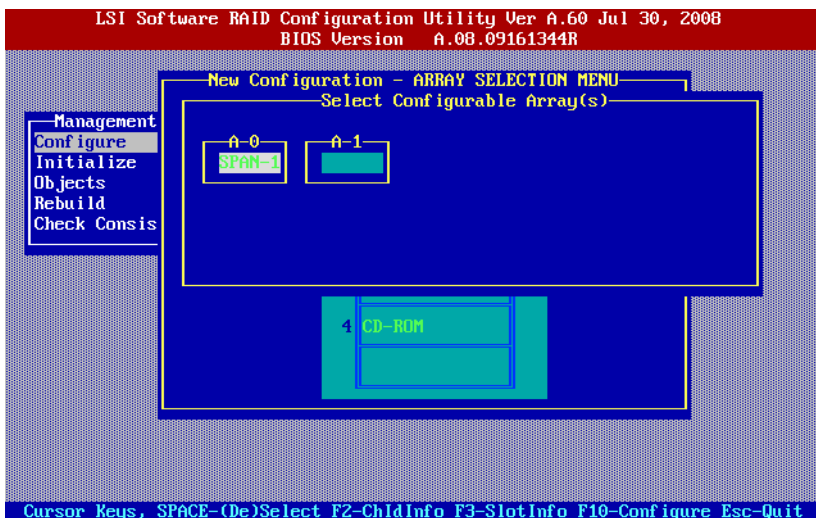 LSI Software RAID Configuration Utility Ver A.60 Jul 30, 2008
BIOS Version A.08.09161344R
New Configuration - ARRAY SELECTION MENU
Select Configurable Array(s)
Management
Configure
Initialize
Objects
Rebuild
Check Consis
A-0
A-1
SPAN-1
4 CD-ROM
Cursor Keys, SPACE-(De)Select F2-ChIdInfo F3-SlotInfo F10-Configure Esc-Quit